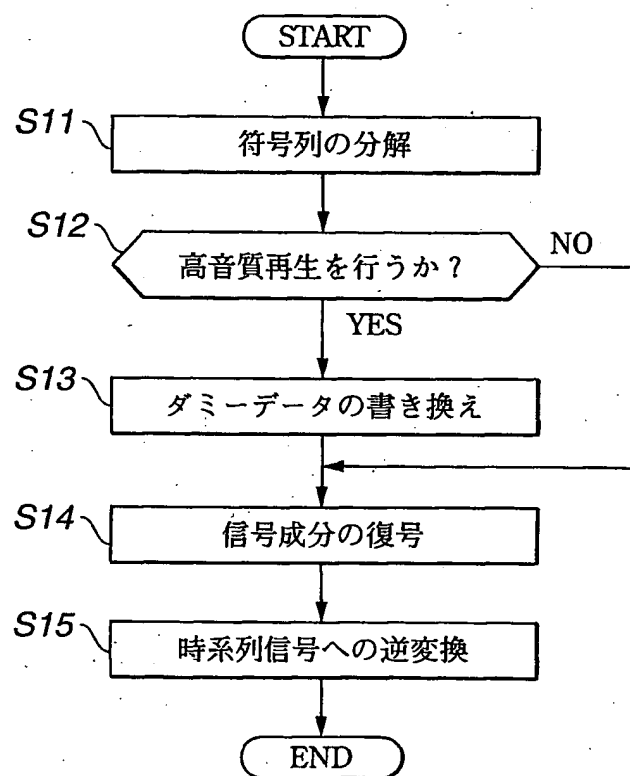 START
S11
符号列の分解
S12
高音質再生を行うか?
NO
YES
S13
ダミーデータの書き換え
S14
信号成分の復号
S15
時系列信号への逆変換
END